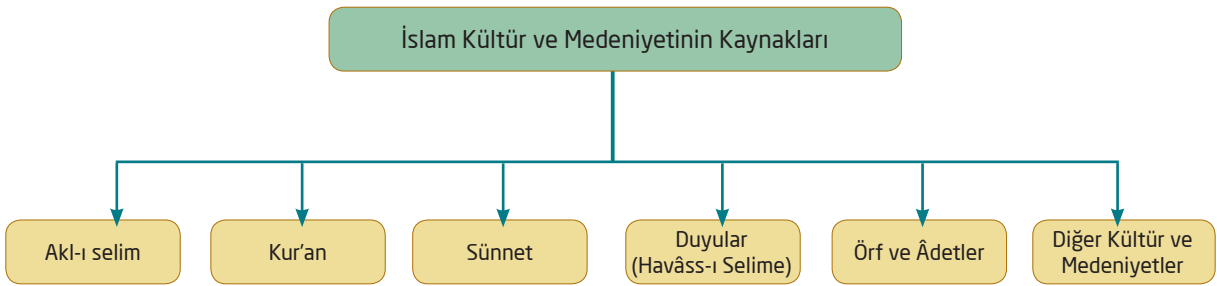 İslam Kültür ve Medeniyetinin Kaynakları
Akl-ı selim
Kur'an
Sünnet
Duyular
(Havâss-ı Selime)
Örf ve Âdetler
Diğer Kültür ve
Medeniyetler